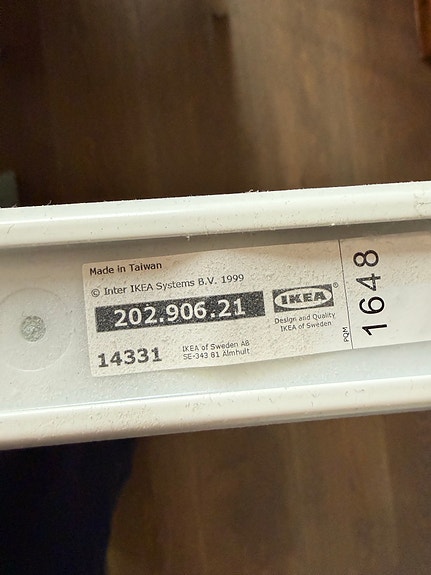 Made in Taiwan
© Inter IKEA Systems B.V. 1999
202.906.21
IKEA®
Design and Quality
IKEA of Sweden
14331
IKEA of Sweden AB
SE-343 81 Älmhult
PQM
1648